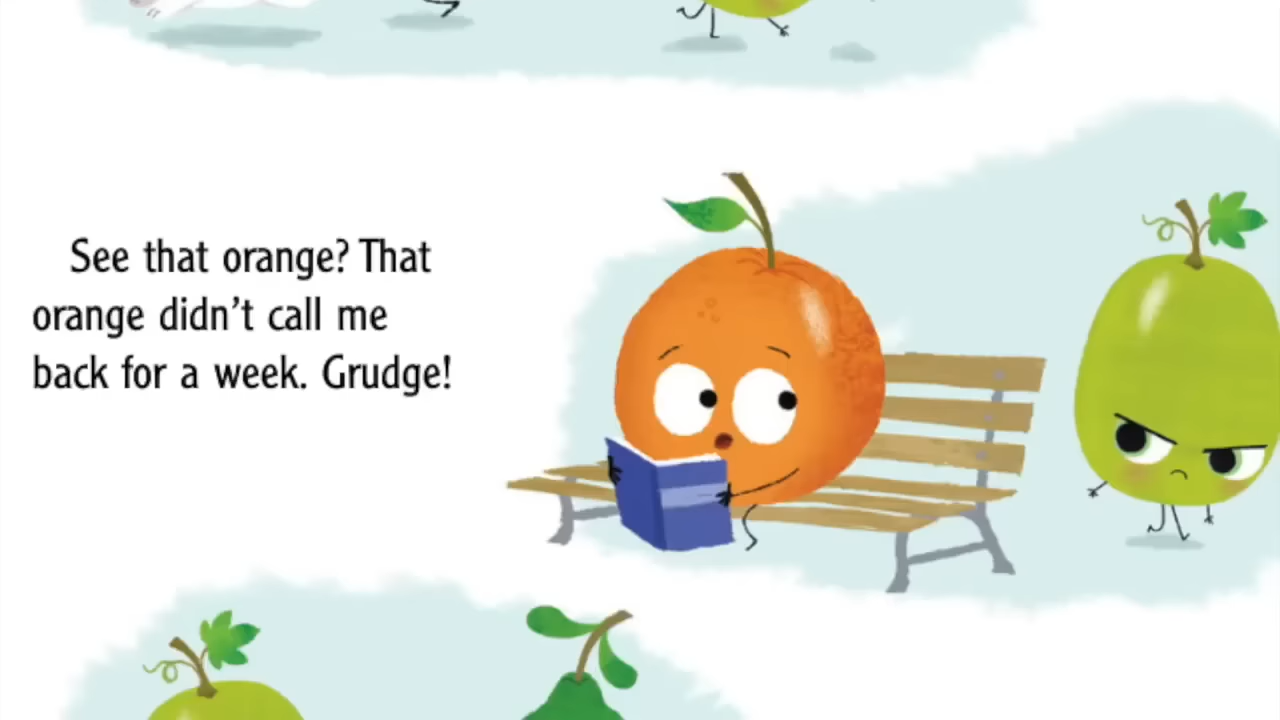 See that orange? That
orange didn’t call me
back for a week. Grudge!